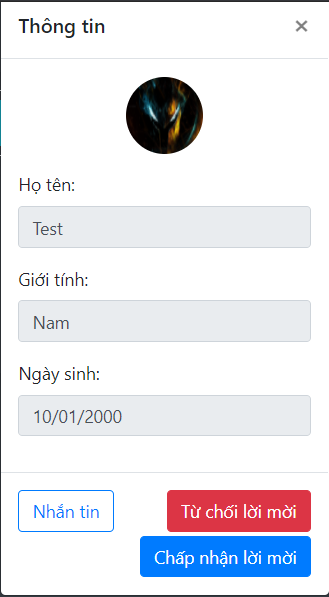 Thông tin ×
Họ tên:
Test
Giới tính:
Nam
Ngày sinh:
10/01/2000
Nhắn tin Từ chối lời mời
Chấp nhận lời mời